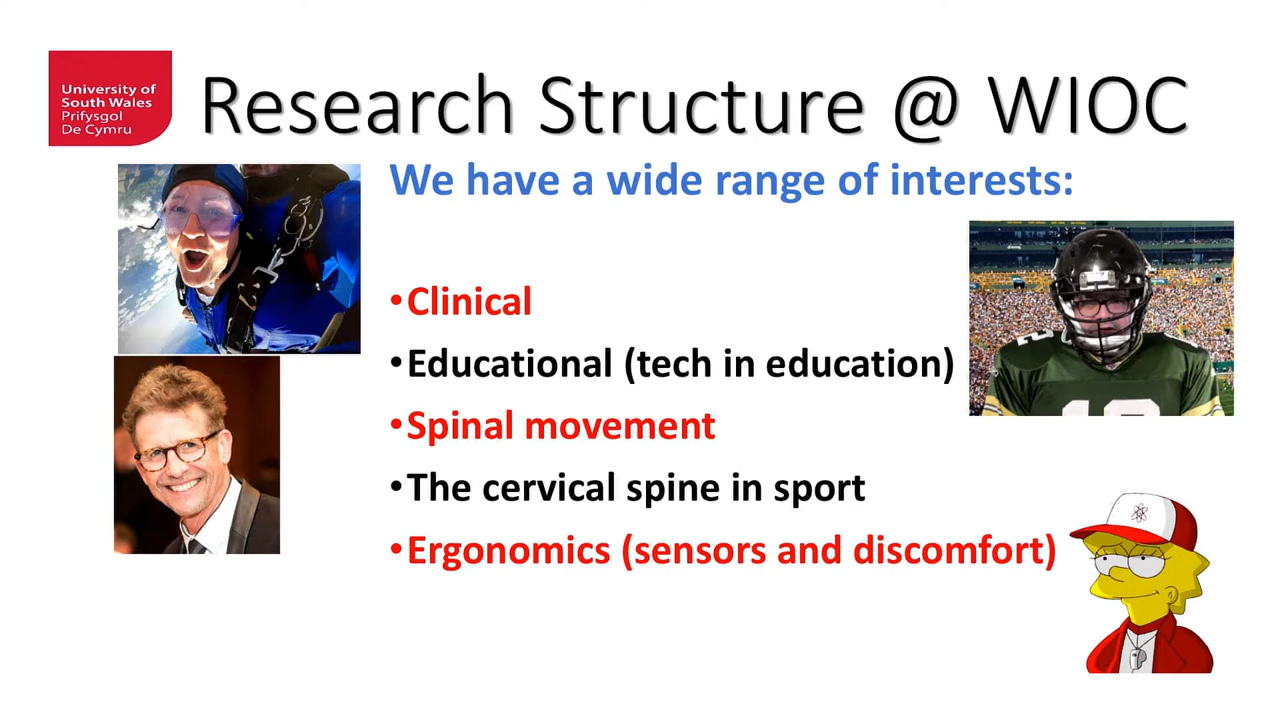 University of
South Wales
Prifysgol
De Cymru
Research Structure @ WIOC
We have a wide range of interests:
•Clinical
•Educational (tech in education)
•Spinal movement
•The cervical spine in sport
•Ergonomics (sensors and discomfort)